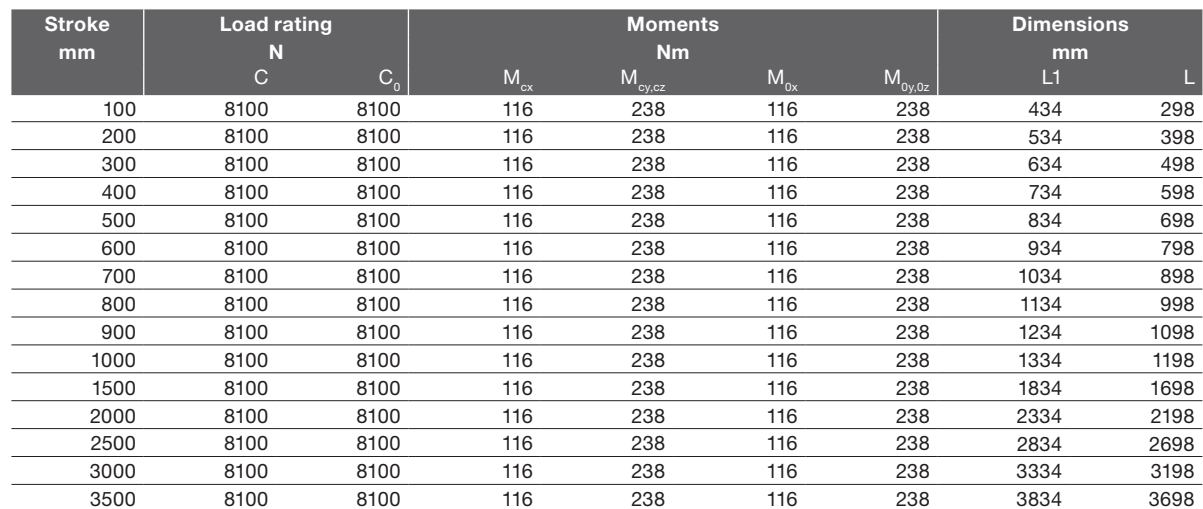 Stroke Load rating Moments Dimensions
mm N Nm mm
C C0 Mcx Mcy,cz M0x M0y,0z L1 L
100 8100 8100 116 238 116 238 434 298
200 8100 8100 116 238 116 238 534 398
300 8100 8100 116 238 116 238 634 498
400 8100 8100 116 238 116 238 734 598
500 8100 8100 116 238 116 238 834 698
600 8100 8100 116 238 116 238 934 798
700 8100 8100 116 238 116 238 1034 898
800 8100 8100 116 238 116 238 1134 998
900 8100 8100 116 238 116 238 1234 1098
1000 8100 8100 116 238 116 238 1334 1198
1500 8100 8100 116 238 116 238 1834 1698
2000 8100 8100 116 238 116 238 2334 2198
2500 8100 8100 116 238 116 238 2834 2698
3000 8100 8100 116 238 116 238 3334 3198
3500 8100 8100 116 238 116 238 3834 3698